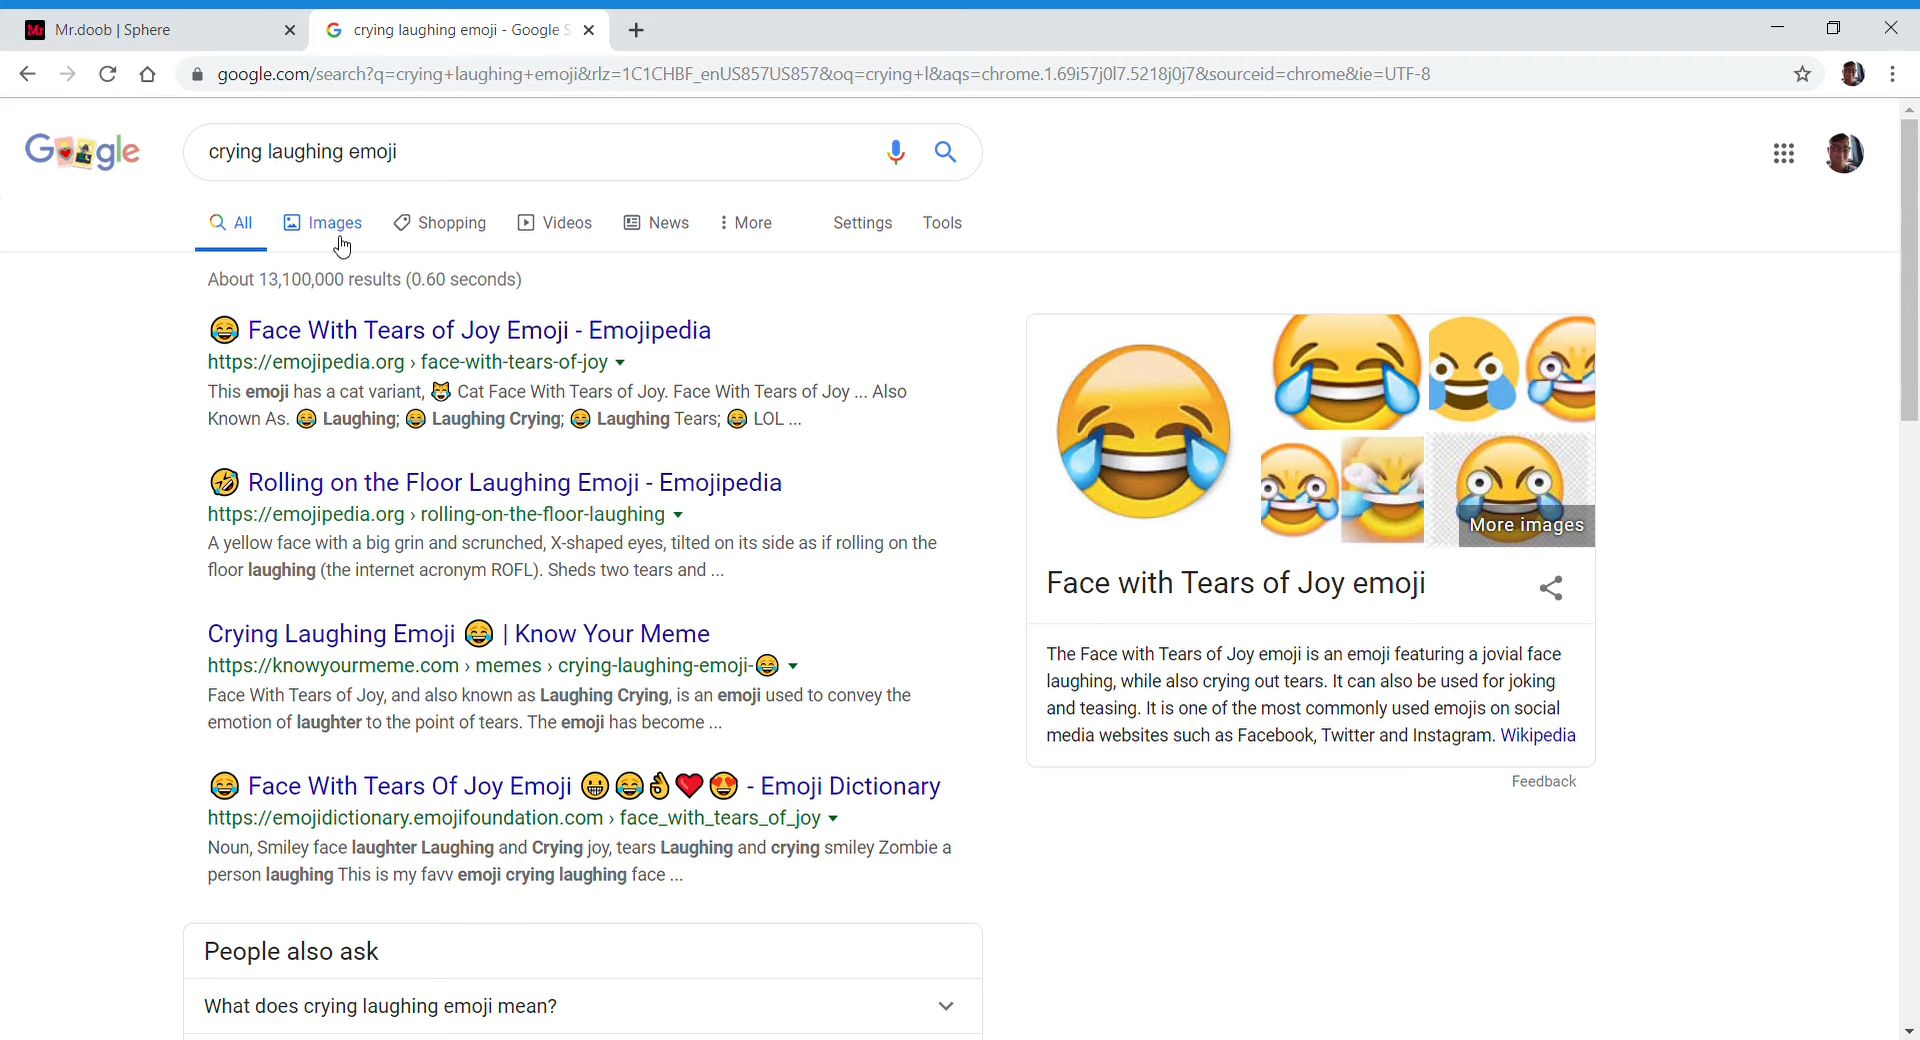 Mr.doob | Sphere
crying laughing emoji - Google S
google.com/search?q=crying+laughing+emoji&rlz=1C1CHBF_enUS857US857&oq=crying+l&aqs=chrome.1.69i57j0l7.5218j0j7&sourceid=chrome&ie=UTF-8
Google
crying laughing emoji
All Images Shopping Videos News More Settings Tools
About 13,100,000 results (0.60 seconds)
😂 Face With Tears of Joy Emoji - Emojipedia
https://emojipedia.org › face-with-tears-of-joy
This emoji has a cat variant, 😹 Cat Face With Tears of Joy. Face With Tears of Joy ... Also
Known As. 😂 Laughing; 😂 Laughing Crying; 😂 Laughing Tears; 😂 LOL ...
🤣 Rolling on the Floor Laughing Emoji - Emojipedia
https://emojipedia.org › rolling-on-the-floor-laughing
A yellow face with a big grin and scrunched, X-shaped eyes, tilted on its side as if rolling on the
floor laughing (the internet acronym ROFL). Sheds two tears and ...
Crying Laughing Emoji 😂 | Know Your Meme
https://knowyourmeme.com › memes › crying-laughing-emoji-😂
Face With Tears of Joy, and also known as Laughing Crying, is an emoji used to convey the
emotion of laughter to the point of tears. The emoji has become ...
😂 Face With Tears Of Joy Emoji 😀😂👌❤️😍 - Emoji Dictionary
https://emojidictionary.emojifoundation.com › face_with_tears_of_joy
Noun, Smiley face laughter Laughing and Crying joy, tears Laughing and crying smiley Zombie a
person laughing This is my favv emoji crying laughing face ...
People also ask
What does crying laughing emoji mean?
More images
Face with Tears of Joy emoji
The Face with Tears of Joy emoji is an emoji featuring a jovial face
laughing, while also crying out tears. It can also be used for joking
and teasing. It is one of the most commonly used emojis on social
media websites such as Facebook, Twitter and Instagram. Wikipedia
Feedback